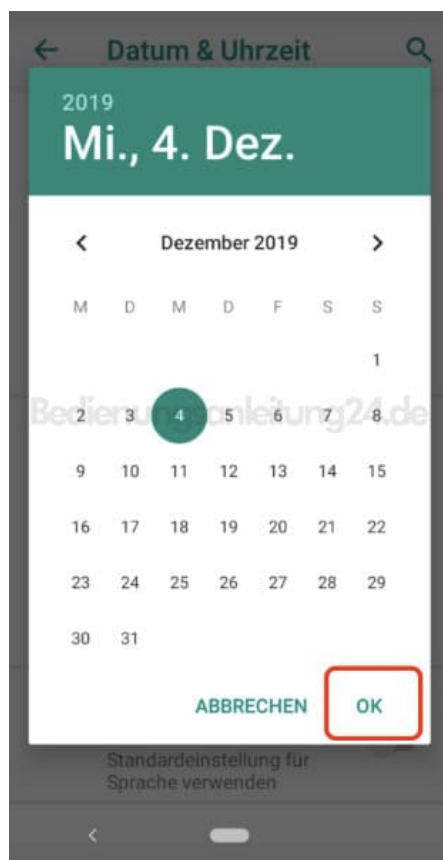 Datum & Uhrzeit
2019
Mi., 4. Dez.
Dezember 2019
M D M D F S S
1
2 3 4 5 6 7 8
9 10 11 12 13 14 15
16 17 18 19 20 21 22
23 24 25 26 27 28 29
30 31
Bedienungsanleitung24.de
ABBRECHEN OK
Standardeinstellung für
Sprache verwenden